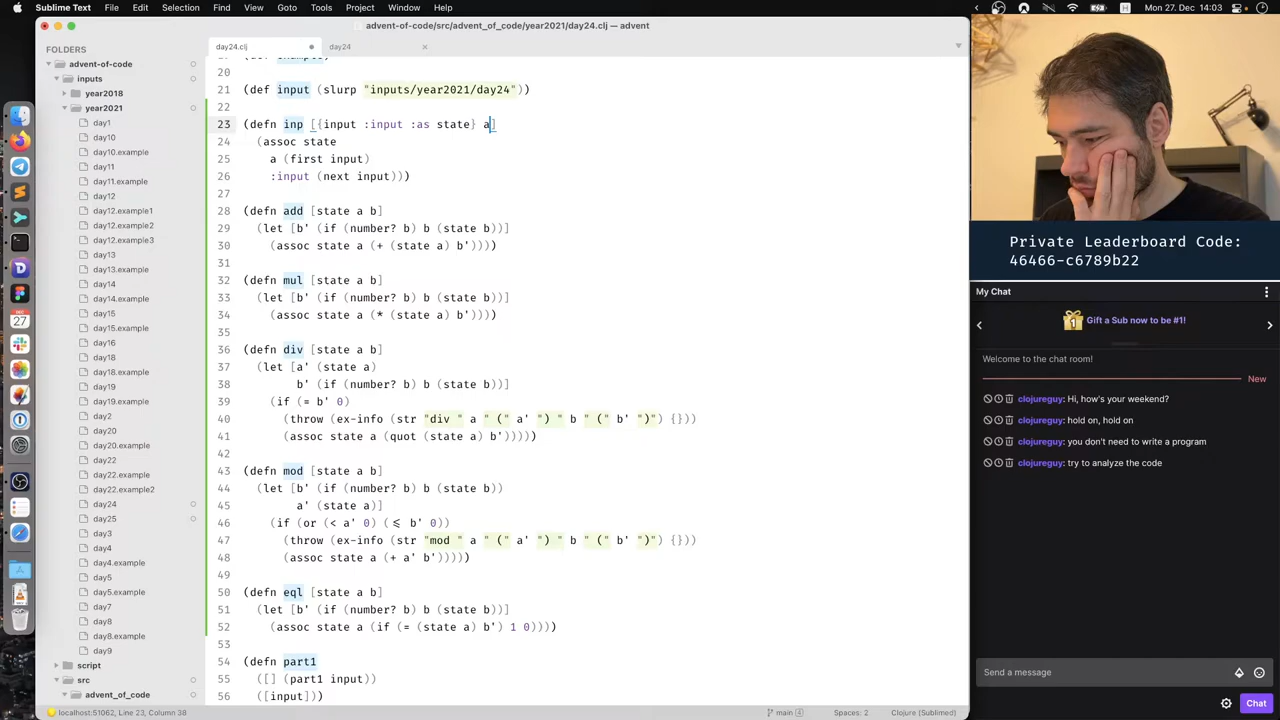 Sublime Text File Edit Selection Find View Goto Tools Project Window Help
Mon 27. Dec 14:03
advent-of-code/src/advent_of_code/year2021/day24.clj — advent
FOLDERS
advent-of-code
inputs
year2018
year2021
day1
day10
day10.example
day11
day11.example
day12
day12.example1
day12.example2
day12.example3
day13
day13.example
day14
day14.example
day15
day15.example
day16
day18
day18.example
day19
day19.example
day2
day20
day20.example
day22
day22.example
day22.example2
day24
day25
day3
day4
day4.example
day5
day5.example
day7
day8
day8.example
day9
script
src
advent_of_code
day24.clj
day24
20
21 (def input (slurp "inputs/year2021/day24"))
22
23 (defn inp [{input :input :as state} a]
24 (assoc state
25 a (first input)
26 :input (next input)))
27
28 (defn add [state a b]
29 (let [b' (if (number? b) b (state b))]
30 (assoc state a (+ (state a) b'))))
31
32 (defn mul [state a b]
33 (let [b' (if (number? b) b (state b))]
34 (assoc state a (* (state a) b'))))
35
36 (defn div [state a b]
37 (let [a' (state a)
38 b' (if (number? b) b (state b))]
39 (if (= b' 0)
40 (throw (ex-info (str "div " a " (" a' ") " b " (" b' ")") {}))
41 (assoc state a (quot (state a) b')))))
42
43 (defn mod [state a b]
44 (let [b' (if (number? b) b (state b))
45 a' (state a)]
46 (if (or (< a' 0) (<= b' 0))
47 (throw (ex-info (str "mod " a " (" a' ") " b " (" b' ")") {}))
48 (assoc state a (+ a' b')))))
49
50 (defn eql [state a b]
51 (let [b' (if (number? b) b (state b))]
52 (assoc state a (if (= (state a) b') 1 0))))
53
54 (defn part1
55 ([] (part1 input))
56 ([input]))
localhost:51062, Line 23, Column 38
main 4
Spaces: 2
Clojure (Sublimed)
Private Leaderboard Code:
46466-c6789b22
My Chat
1
Gift a Sub now to be #1!
Welcome to the chat room!
New
clojureguy: Hi, how's your weekend?
clojureguy: hold on, hold on
clojureguy: you don't need to write a program
clojureguy: try to analyze the code
Send a message
Chat